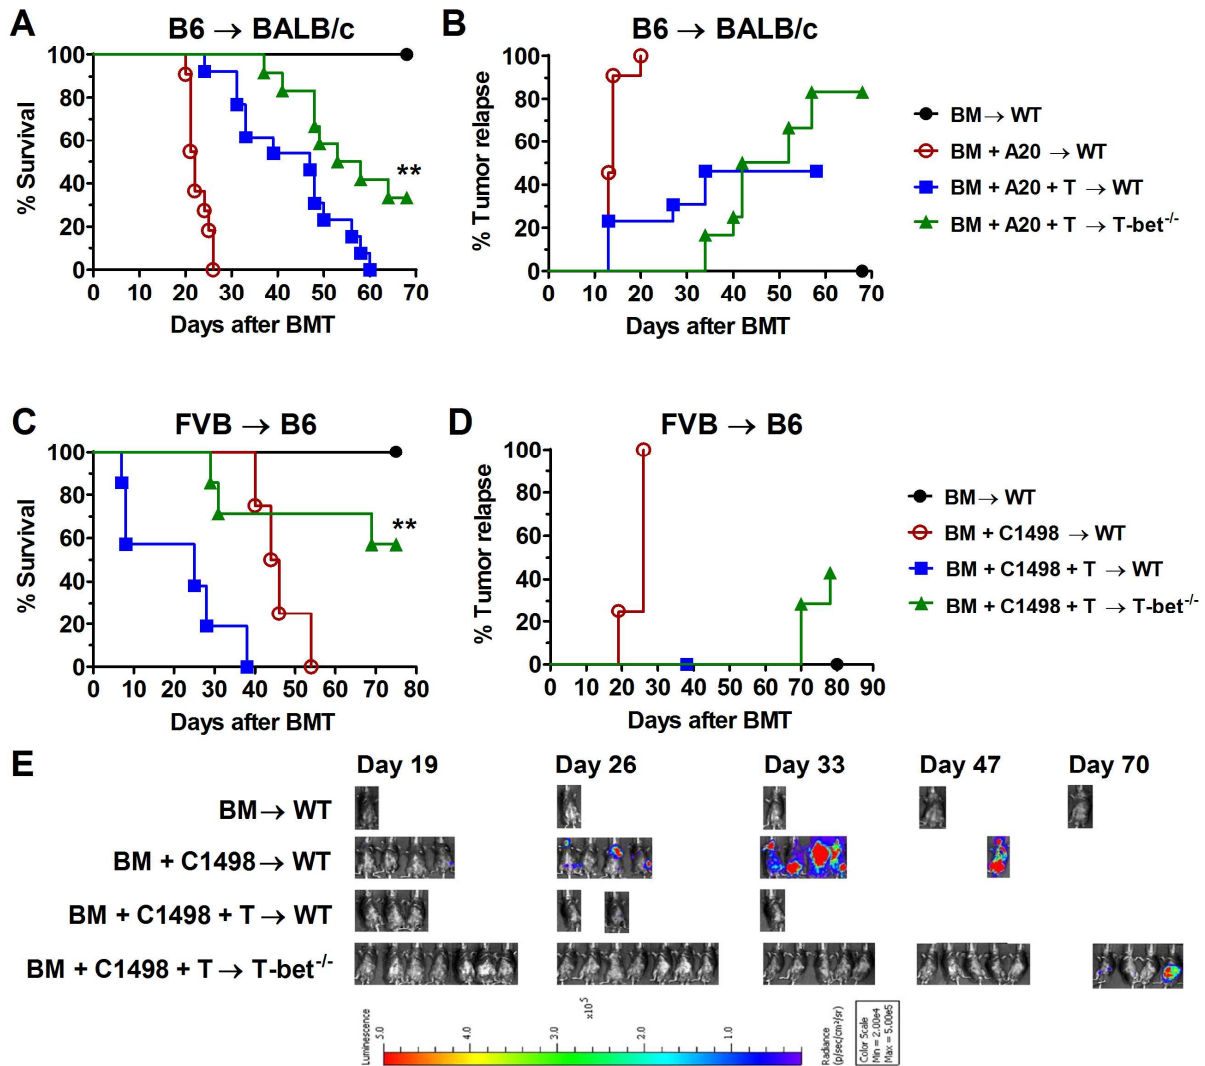 A
B6 → BALB/c
% Survival
100
80
60
40
20
0
**
0 10 20 30 40 50 60 70
Days after BMT
B
B6 → BALB/c
% Tumor relapse
100
80
60
40
20
0
0 10 20 30 40 50 60 70
Days after BMT
BM → WT
BM + A20 → WT
BM + A20 + T → WT
BM + A20 + T → T-bet-/-
C
FVB → B6
% Survival
100
80
60
40
20
0
**
0 10 20 30 40 50 60 70 80
Days after BMT
D
FVB → B6
% Tumor relapse
100
80
60
40
20
0
0 10 20 30 40 50 60 70 80 90
Days after BMT
BM → WT
BM + C1498 → WT
BM + C1498 + T → WT
BM + C1498 + T → T-bet-/-
E
Day 19 Day 26 Day 33 Day 47 Day 70
BM → WT
BM + C1498 → WT
BM + C1498 + T → WT
BM + C1498 + T → T-bet-/-
Luminescence
5.0 4.0 3.0 2.0 1.0
x10^5
Radiance
(p/sec/cm²/sr)
Color Scale
Min = 2.00e4
Max = 5.00e5